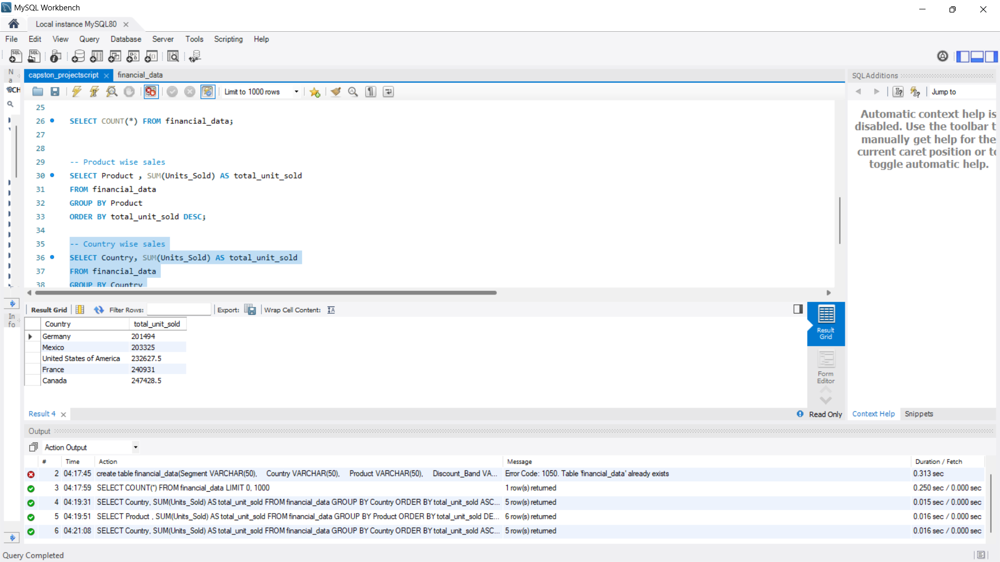 MySQL Workbench
Local instance MySQL80
File Edit View Query Database Server Tools Scripting Help
N
a
capston_projectscript
financial_data
SQLAdditions
Limit to 1000 rows
Jump to
25
26 SELECT COUNT(*) FROM financial_data;
27
28
29 -- Product wise sales
30 SELECT Product , SUM(Units_Sold) AS total_unit_sold
31 FROM financial_data
32 GROUP BY Product
33 ORDER BY total_unit_sold DESC;
34
35 -- Country wise sales
36 SELECT Country, SUM(Units_Sold) AS total_unit_sold
37 FROM financial_data
38 GROUP BY Country
Automatic context help is
disabled. Use the toolbar t
manually get help for the
current caret position or to
toggle automatic help.
In
fo
Result Grid
Filter Rows:
Export:
Wrap Cell Content:
Country total_unit_sold
Germany 201494
Mexico 203325
United States of America 232627.5
France 240931
Canada 247428.5
Result
Grid
Form
Editor
Result 4
Read Only
Context Help
Snippets
Output
Action Output
# Time Action Message Duration / Fetch
2 04:17:45 create table financial_data(Segment VARCHAR(50), Country VARCHAR(50), Product VARCHAR(50), Discount_Band VA... Error Code: 1050. Table 'financial_data' already exists 0.313 sec
3 04:17:59 SELECT COUNT(*) FROM financial_data LIMIT 0, 1000 1 row(s) returned 0.250 sec / 0.000 sec
4 04:19:31 SELECT Country, SUM(Units_Sold) AS total_unit_sold FROM financial_data GROUP BY Country ORDER BY total_unit_sold ASC... 5 row(s) returned 0.015 sec / 0.000 sec
5 04:19:51 SELECT Product , SUM(Units_Sold) AS total_unit_sold FROM financial_data GROUP BY Product ORDER BY total_unit_sold DE... 6 row(s) returned 0.016 sec / 0.000 sec
6 04:21:08 SELECT Country, SUM(Units_Sold) AS total_unit_sold FROM financial_data GROUP BY Country ORDER BY total_unit_sold ASC... 5 row(s) returned 0.016 sec / 0.000 sec
Query Completed